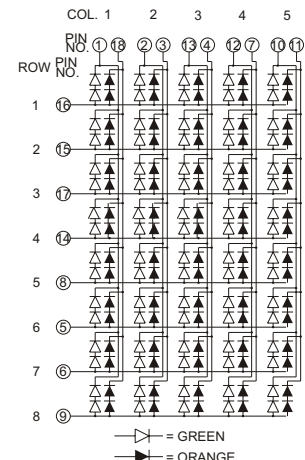 COL. 1 2 3 4 5
PIN NO. 1 18 2 3 13 4 12 7 10 11
ROW PIN NO.
1 16
2 15
3 17
4 14
5 8
6 5
7 6
8 9
= GREEN
= ORANGE